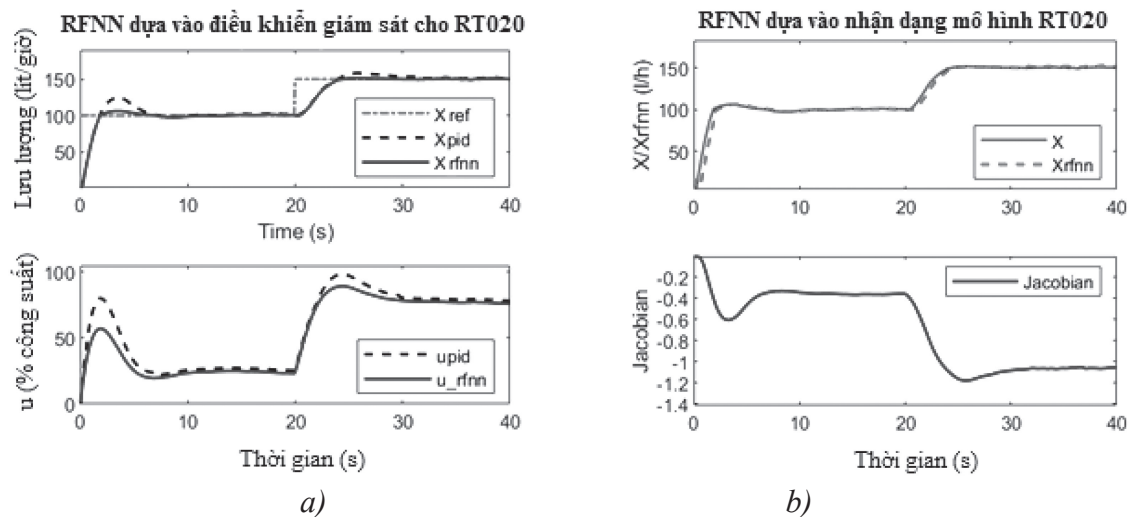 RFNN dựa vào điều khiển giám sát cho RT020
Lưu lượng (lít/giờ)
150
100
50
X ref
Xpid
X rfnn
0
10
20
30
40
Time (s)
u (% công suất)
100
50
0
upid
u_rfnn
0
10
20
30
40
Thời gian (s)
a)
RFNN dựa vào nhận dạng mô hình RT020
X/Xrfnn (l/h)
150
100
50
X
Xrfnn
0
10
20
30
40
Jacobian
-0.2
-0.4
-0.6
-0.8
-1
-1.2
-1.4
Jacobian
0
10
20
30
40
Thời gian (s)
b)